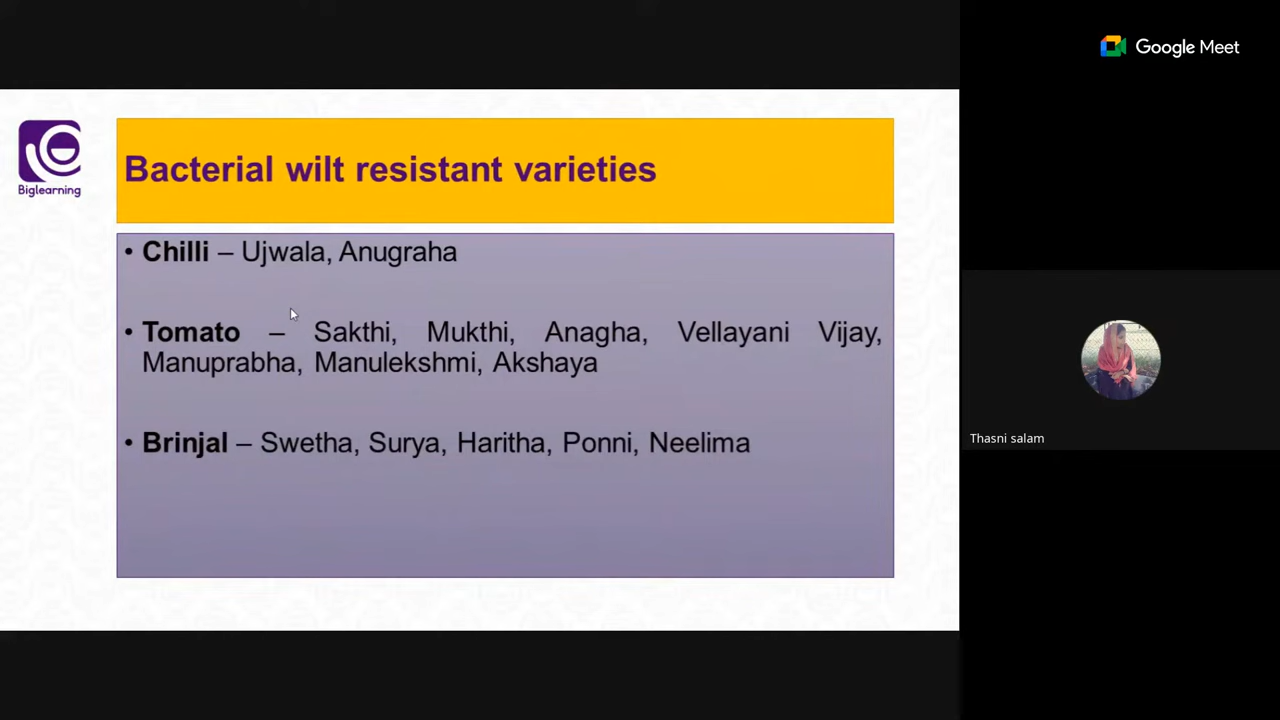 Google Meet
Biglearning
Bacterial wilt resistant varieties
• Chilli – Ujwala, Anugraha
• Tomato – Sakthi, Mukthi, Anagha, Vellayani Vijay,
Manuprabha, Manulekshmi, Akshaya
• Brinjal – Swetha, Surya, Haritha, Ponni, Neelima
Thasni salam